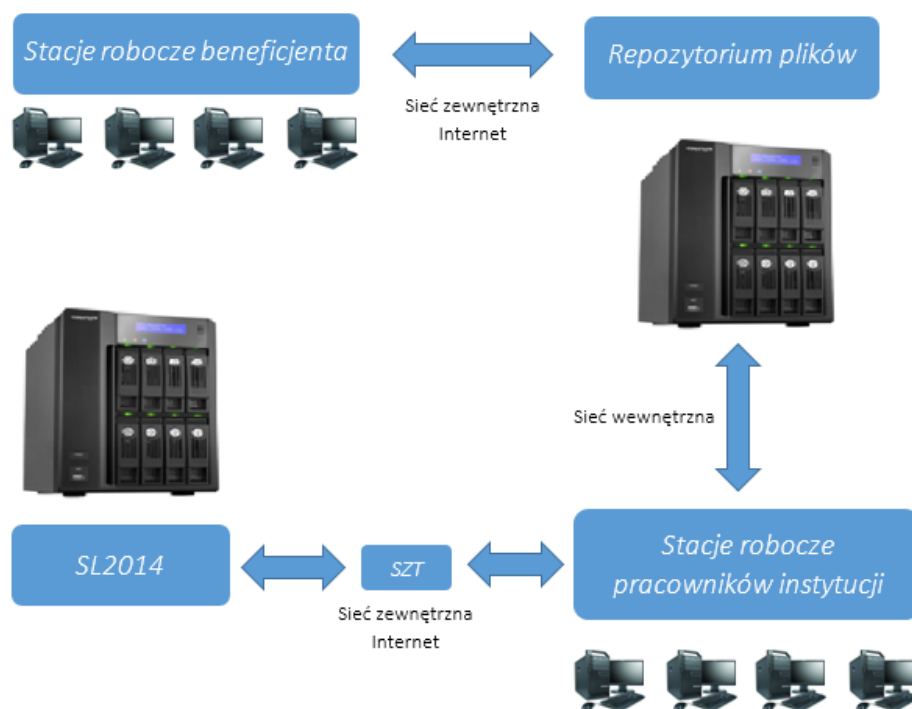 Stacje robocze beneficjenta
Repozytorium plików
Sieć zewnętrzna
Internet
Sieć wewnętrzna
SL2014
SZT
Sieć zewnętrzna
Internet
Stacje robocze
pracowników instytucji